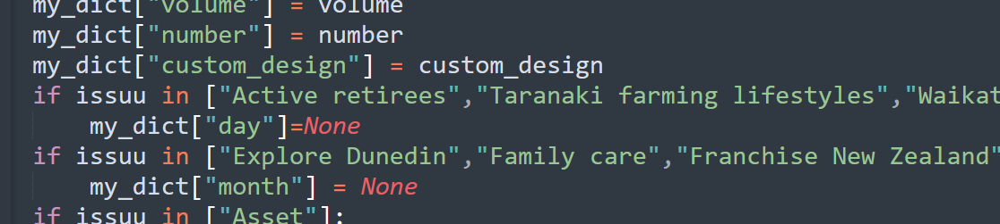 my_dict["volume"] = volume
my_dict["number"] = number
my_dict["custom_design"] = custom_design
if issuu in ["Active retirees","Taranaki farming lifestyles","Waikat
    my_dict["day"]=None
if issuu in ["Explore Dunedin","Family care","Franchise New Zealand"
    my_dict["month"] = None
if issuu in ["Asset"]: